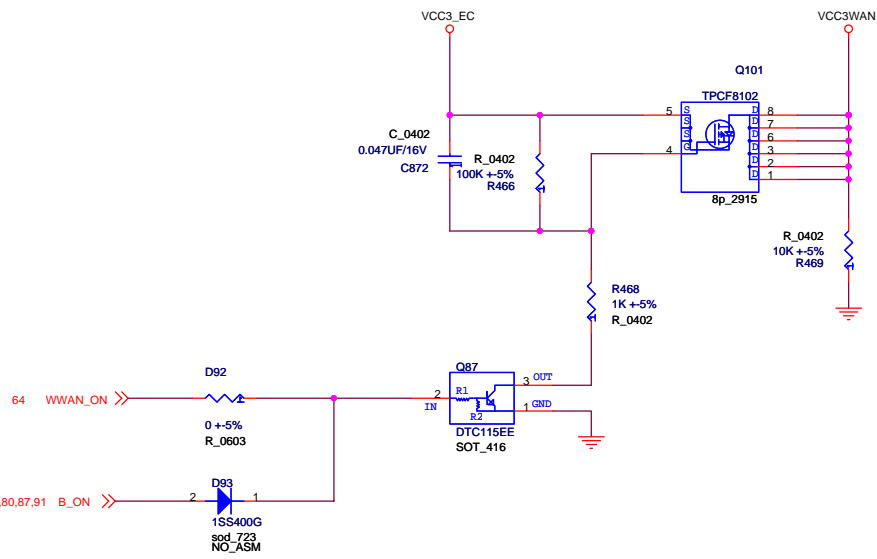 VCC3_EC
VCC3WAN
Q101
TPCF8102
5 S D 8
S D 7
S D 6
4 G D 3
D 2
D 1
8p_2915
C_0402
0.047UF/16V
C872
R_0402
100K +-5%
R466
R_0402
10K +-5%
R469
R468
1K +-5%
R_0402
Q87
2
IN
R1
R2
3 OUT
1 GND
DTC115EE
SOT_416
D92
64 WWAN_ON
1
0 +-5%
R_0603
D93
,80,87,91 B_ON
2 1
1SS400G
sod_723
NO_ASM